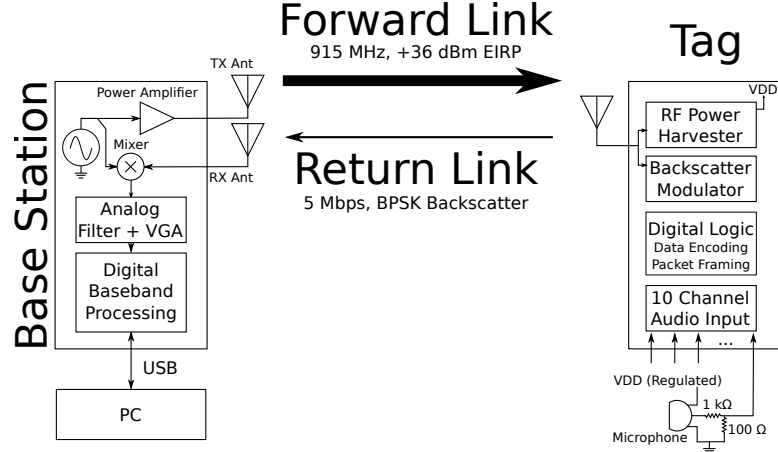 Forward Link
915 MHz, +36 dBm EIRP
Tag
Base Station
TX Ant
Power Amplifier
Mixer
RX Ant
Analog
Filter + VGA
Digital
Baseband
Processing
USB
PC
Return Link
5 Mbps, BPSK Backscatter
VDD
RF Power
Harvester
Backscatter
Modulator
Digital Logic
Data Encoding
Packet Framing
10 Channel
Audio Input
...
VDD (Regulated)
1 kΩ
100 Ω
Microphone